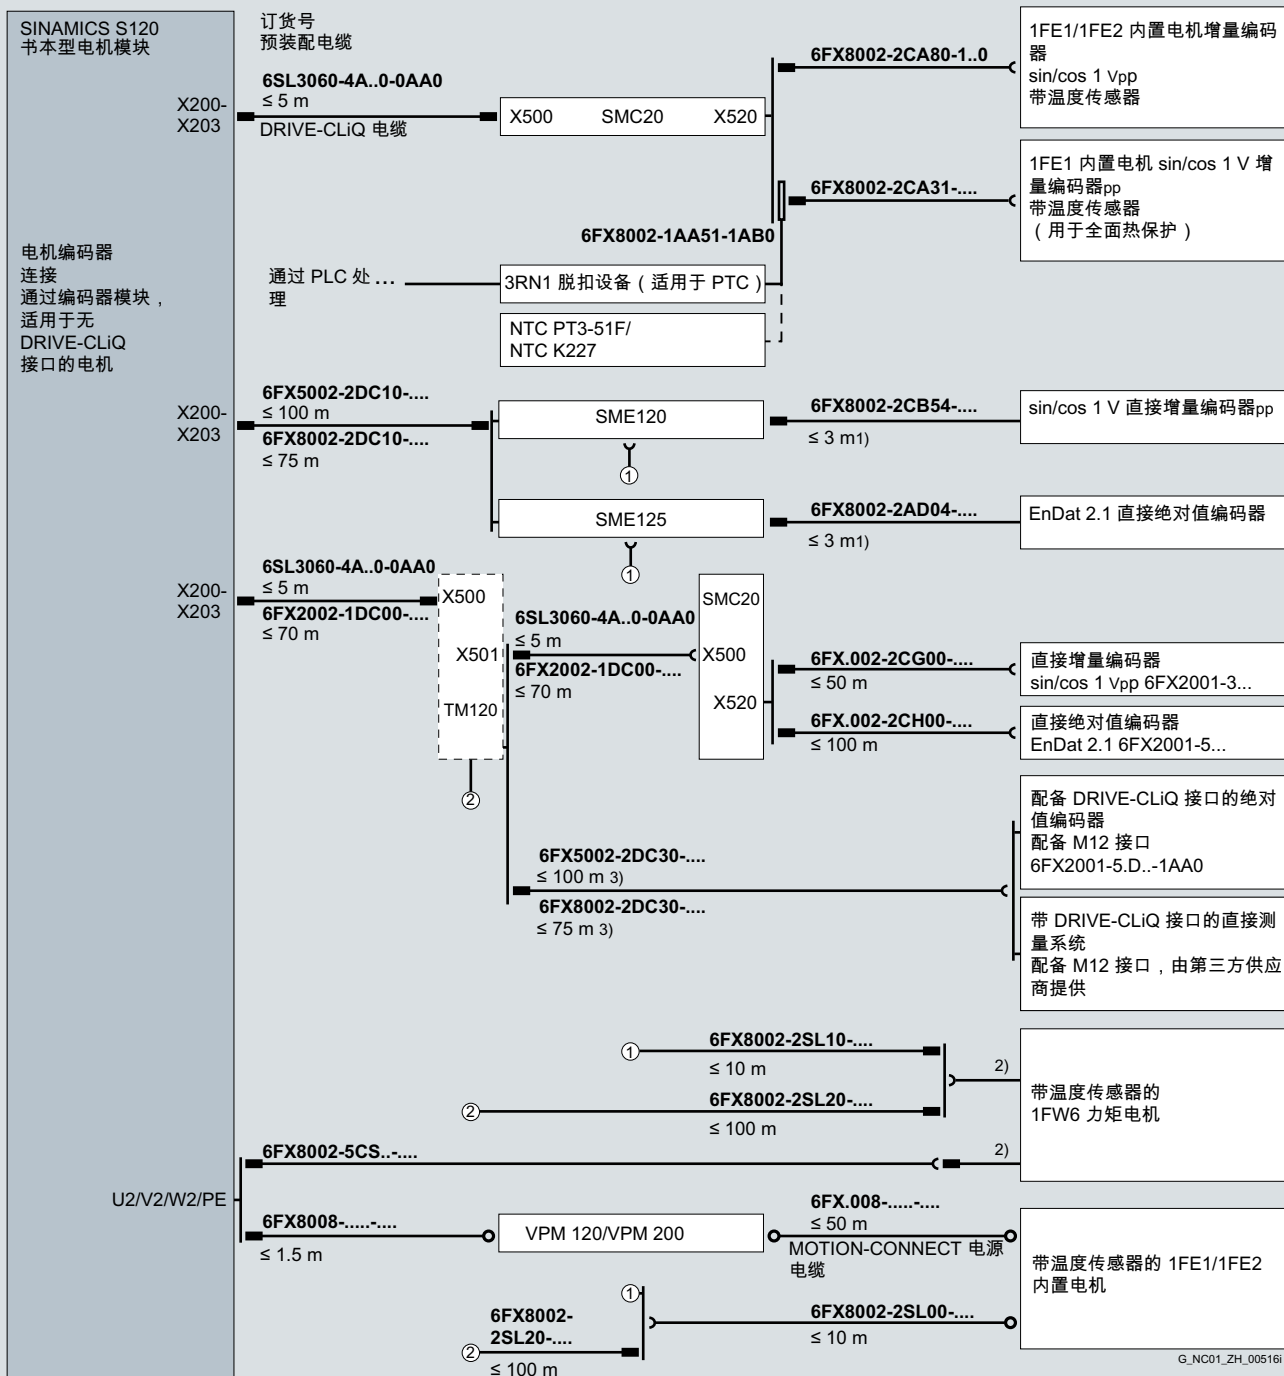 SINAMICS S120
书本型电机模块
订货号
预装配电缆
6SL3060-4A..0-0AA0
≤ 5 m
DRIVE-CLiQ 电缆
X200-
X203
X500 SMC20 X520
6FX8002-2CA80-1..0
1FE1/1FE2 内置电机增量编码
器
sin/cos 1 Vpp
带温度传感器
6FX8002-2CA31-....
1FE1 内置电机 sin/cos 1 V 增
量编码器pp
带温度传感器
（用于全面热保护）
6FX8002-1AA51-1AB0
电机编码器
连接
通过编码器模块，
适用于无
DRIVE-CLiQ
接口的电机
通过 PLC 处 ...
理
3RN1 脱扣设备（适用于 PTC）
NTC PT3-51F/
NTC K227
X200-
X203
6FX5002-2DC10-....
≤ 100 m
6FX8002-2DC10-....
≤ 75 m
SME120
①
6FX8002-2CB54-....
≤ 3 m1)
sin/cos 1 V 直接增量编码器pp
SME125
①
6FX8002-2AD04-....
≤ 3 m1)
EnDat 2.1 直接绝对值编码器
X200-
X203
6SL3060-4A..0-0AA0
≤ 5 m
6FX2002-1DC00-....
≤ 70 m
X500
X501
TM120
②
6SL3060-4A..0-0AA0
≤ 5 m
6FX2002-1DC00-....
≤ 70 m
SMC20
X500
X520
6FX.002-2CG00-....
≤ 50 m
直接增量编码器
sin/cos 1 Vpp 6FX2001-3...
6FX.002-2CH00-....
≤ 100 m
直接绝对值编码器
EnDat 2.1 6FX2001-5...
6FX5002-2DC30-....
≤ 100 m 3)
6FX8002-2DC30-....
≤ 75 m 3)
配备 DRIVE-CLiQ 接口的绝对
值编码器
配备 M12 接口
6FX2001-5.D..-1AA0
带 DRIVE-CLiQ 接口的直接测
量系统
配备 M12 接口，由第三方供应
商提供
①
6FX8002-2SL10-....
≤ 10 m
②
6FX8002-2SL20-....
≤ 100 m
2)
2)
带温度传感器的
1FW6 力矩电机
U2/V2/W2/PE
6FX8002-5CS..-....
6FX8008-.....-....
≤ 1.5 m
VPM 120/VPM 200
6FX.008-.....-....
≤ 50 m
MOTION-CONNECT 电源
电缆
带温度传感器的 1FE1/1FE2
内置电机
①
6FX8002-
2SL20-....
②
≤ 100 m
6FX8002-2SL00-....
≤ 10 m
G_NC01_ZH_00516i